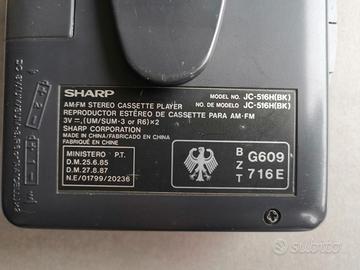 SHARP
MODEL NO. JC-516H(BK)
AM/FM STEREO CASSETTE PLAYER NO. DE MODELO JC-516H(BK)
REPRODUCTOR ESTÉREO DE CASSETTE PARA AM·FM
3V ⎓, (UM/SUM-3 or R6)×2
SHARP CORPORATION
MADE IN CHINA/FABRICADO EN CHINA
FABRIQUÉ EN CHINE
MINISTERO P.T.
D.M.25.6.85
D.M.27.8.87
N.E/01799/20236
B
Z
T
G609
716E
subito